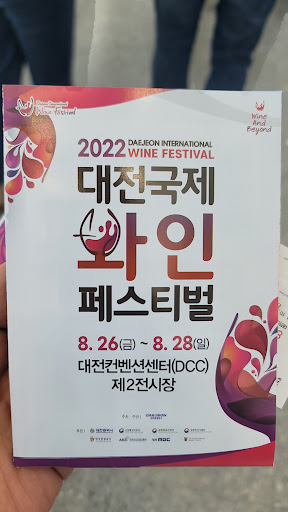 Wine Festival
Wine
And
Beyond
DAEJEON INTERNATIONAL
2022 WINE FESTIVAL
대전국제
와인
페스티벌
8. 26(금) ~ 8. 28(일)
대전컨벤션센터(DCC)
제2전시장
MBC